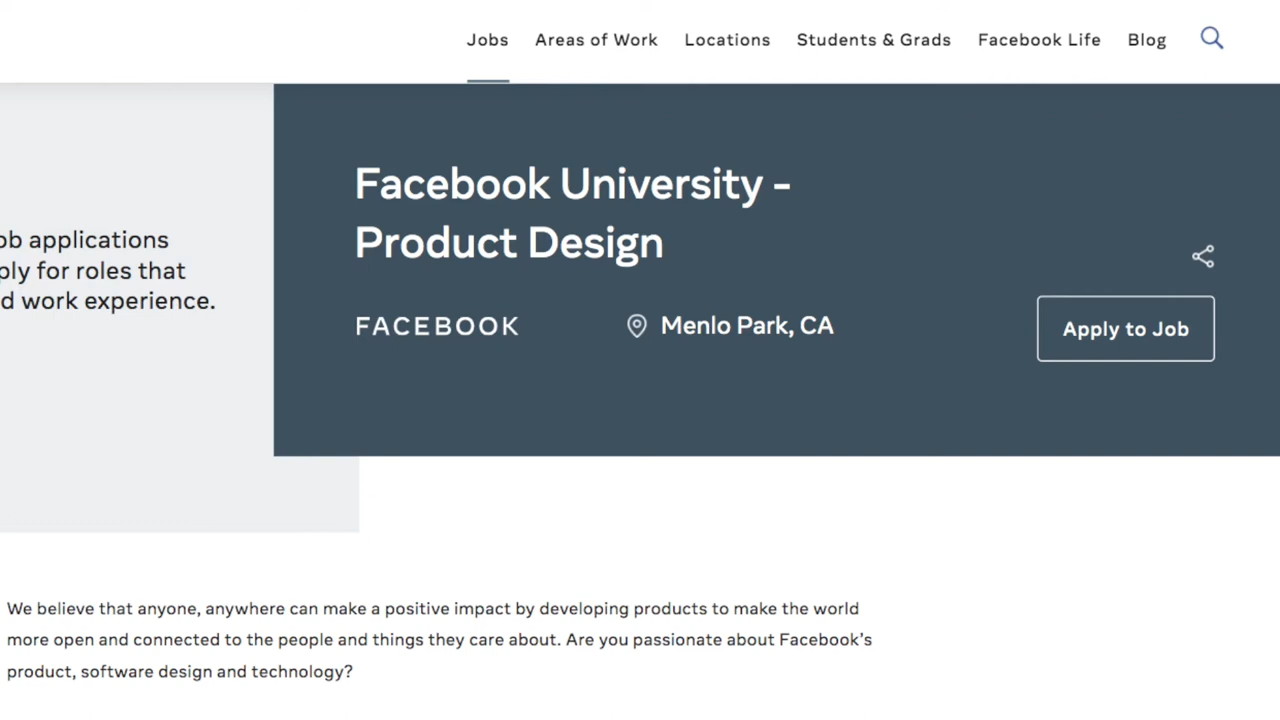 Jobs Areas of Work Locations Students & Grads Facebook Life Blog
Facebook University -
Product Design
applications
for roles that
work experience.
FACEBOOK Menlo Park, CA
Apply to Job
We believe that anyone, anywhere can make a positive impact by developing products to make the world
more open and connected to the people and things they care about. Are you passionate about Facebook’s
product, software design and technology?